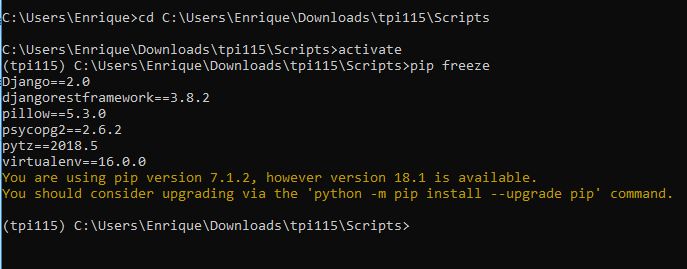 C:\Users\Enrique>cd C:\Users\Enrique\Downloads\tpi115\Scripts
C:\Users\Enrique\Downloads\tpi115\Scripts>activate
(tpi115) C:\Users\Enrique\Downloads\tpi115\Scripts>pip freeze
Django==2.0
djangorestframework==3.8.2
pillow==5.3.0
psycopg2==2.6.2
pytz==2018.5
virtualenv==16.0.0
You are using pip version 7.1.2, however version 18.1 is available.
You should consider upgrading via the 'python -m pip install --upgrade pip' command.
(tpi115) C:\Users\Enrique\Downloads\tpi115\Scripts>